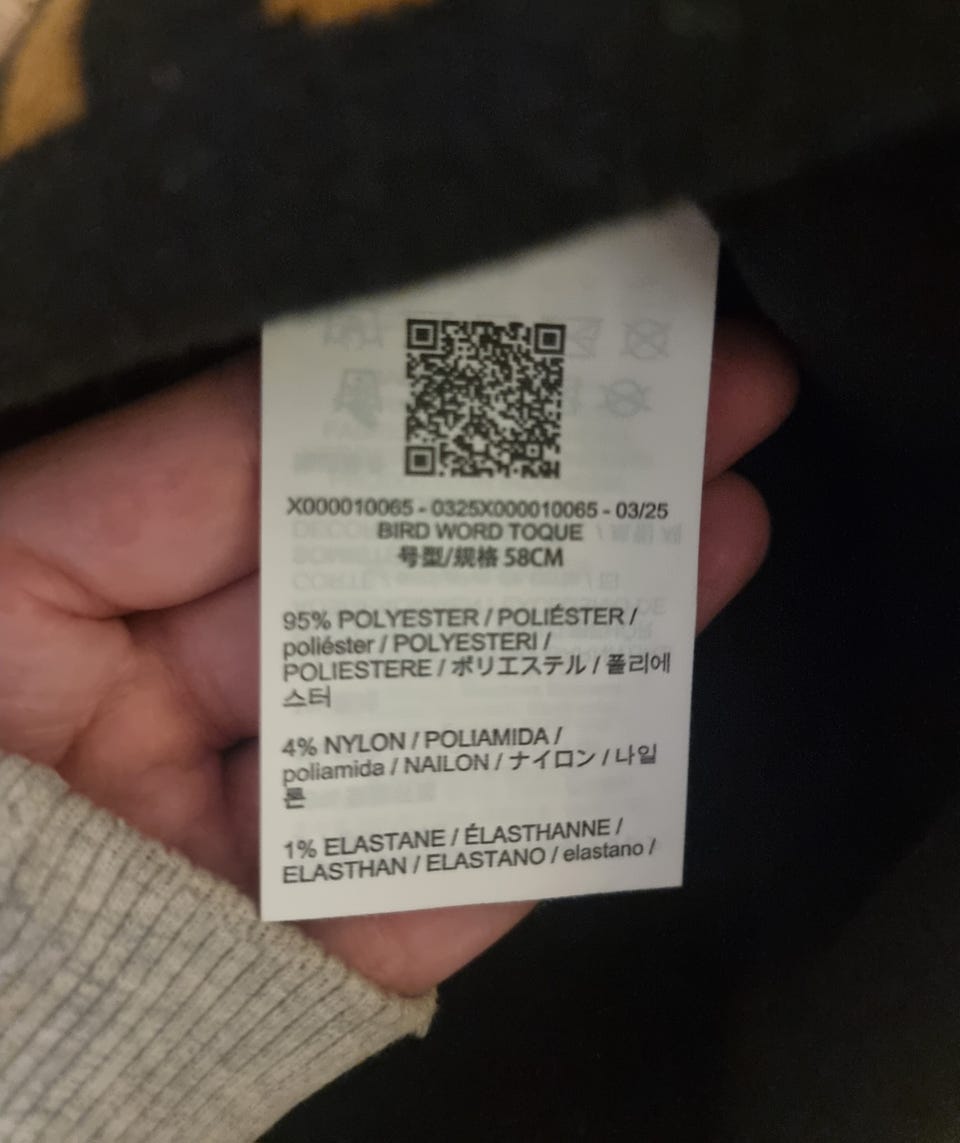 X000010065 - 0325X000010065 - 03/25
BIRD WORD TOQUE
号型/規格 58CM
95% POLYESTER / POLIÉSTER /
poliéster / POLYESTERI /
POLIESTERE / ポリエステル / 폴리에
스터
4% NYLON / POLIAMIDA /
poliamida / NAILON / ナイロン / 나일
론
1% ELASTANE / ÉLASTHANNE /
ELASTHAN / ELASTANO / elastano /